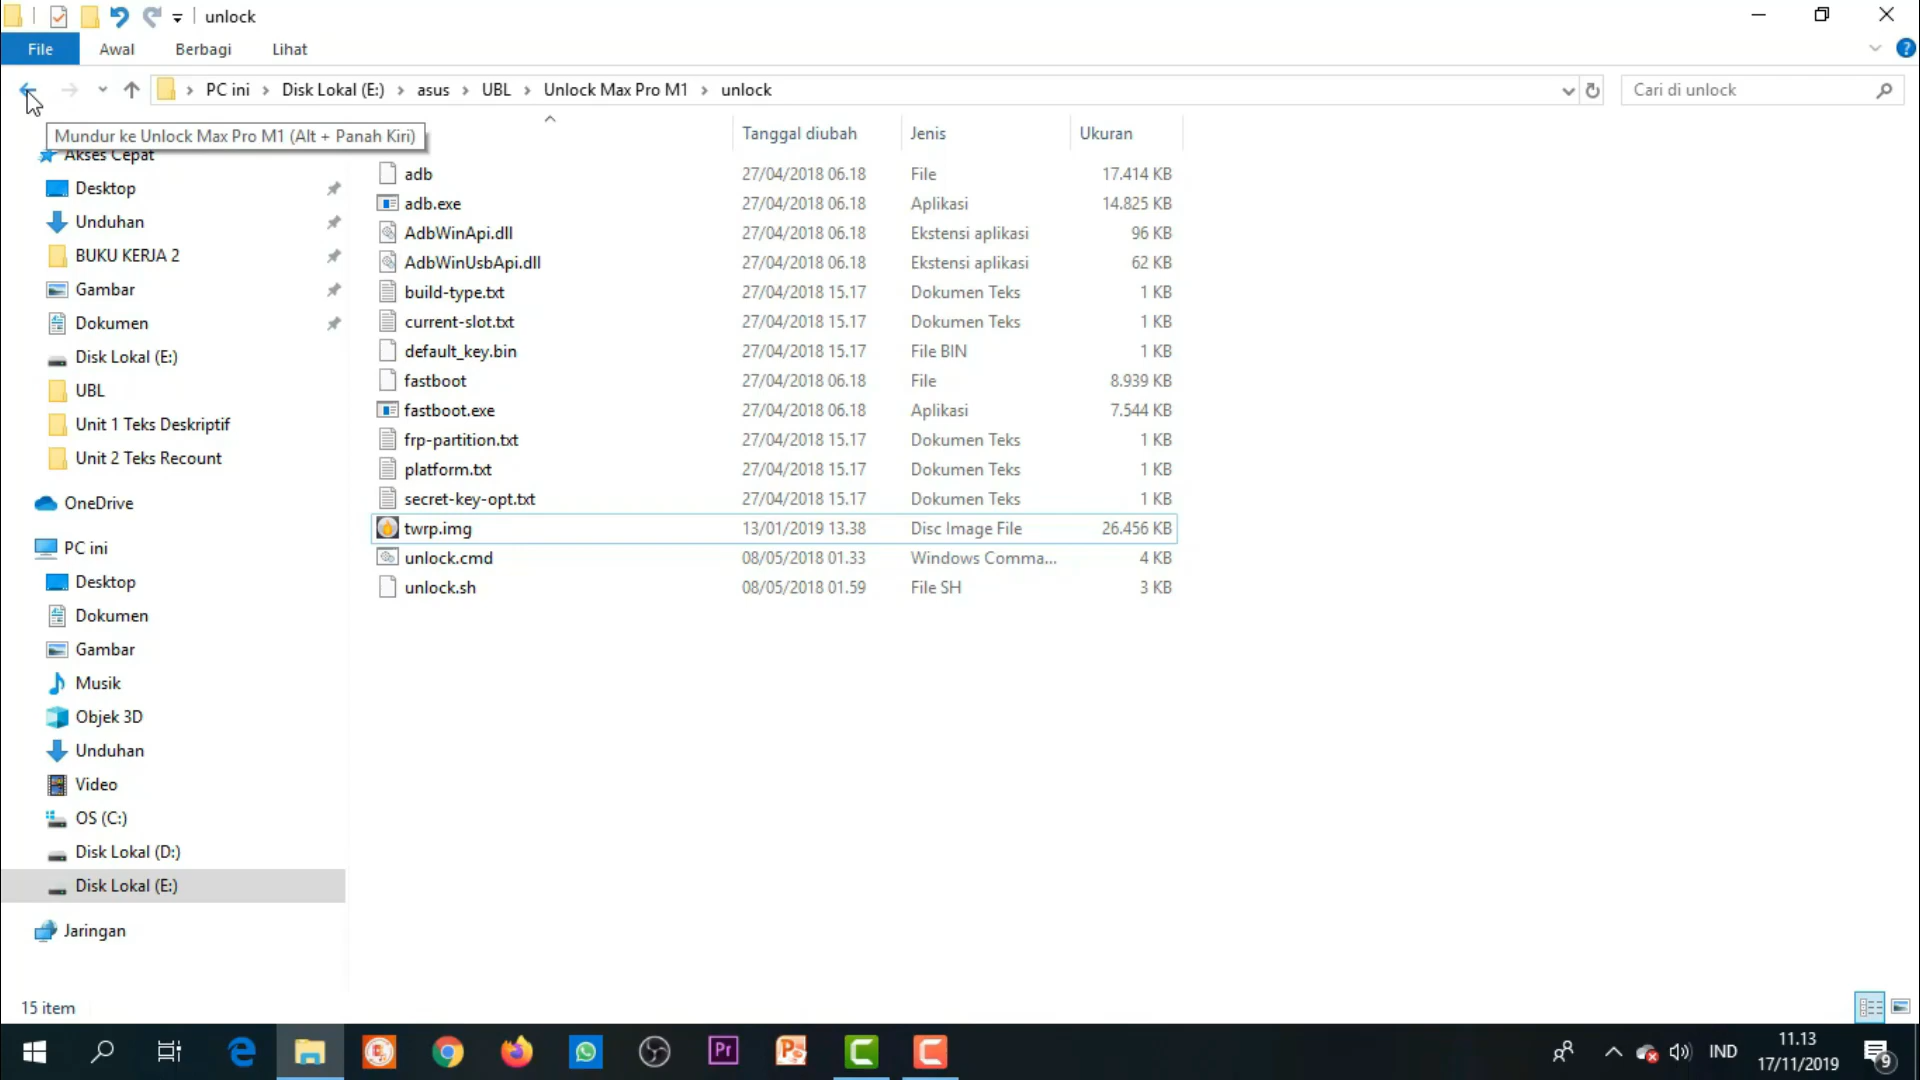 unlock
File Awal Berbagi Lihat
PC ini Disk Lokal (E:) asus UBL Unlock Max Pro M1 unlock
Cari di unlock
Mundur ke Unlock Max Pro M1 (Alt + Panah Kiri)
Tanggal diubah Jenis Ukuran
Akses Cepat
Desktop
Unduhan
BUKU KERJA 2
Gambar
Dokumen
Disk Lokal (E:)
UBL
Unit 1 Teks Deskriptif
Unit 2 Teks Recount
OneDrive
PC ini
Desktop
Dokumen
Gambar
Musik
Objek 3D
Unduhan
Video
OS (C:)
Disk Lokal (D:)
Disk Lokal (E:)
Jaringan
adb 27/04/2018 06.18 File 17.414 KB
adb.exe 27/04/2018 06.18 Aplikasi 14.825 KB
AdbWinApi.dll 27/04/2018 06.18 Ekstensi aplikasi 96 KB
AdbWinUsbApi.dll 27/04/2018 06.18 Ekstensi aplikasi 62 KB
build-type.txt 27/04/2018 15.17 Dokumen Teks 1 KB
current-slot.txt 27/04/2018 15.17 Dokumen Teks 1 KB
default_key.bin 27/04/2018 15.17 File BIN 1 KB
fastboot 27/04/2018 06.18 File 8.939 KB
fastboot.exe 27/04/2018 06.18 Aplikasi 7.544 KB
frp-partition.txt 27/04/2018 15.17 Dokumen Teks 1 KB
platform.txt 27/04/2018 15.17 Dokumen Teks 1 KB
secret-key-opt.txt 27/04/2018 15.17 Dokumen Teks 1 KB
twrp.img 13/01/2019 13.38 Disc Image File 26.456 KB
unlock.cmd 08/05/2018 01.33 Windows Comma... 4 KB
unlock.sh 08/05/2018 01.59 File SH 3 KB
15 item
Pr
IND
11.13
17/11/2019
9